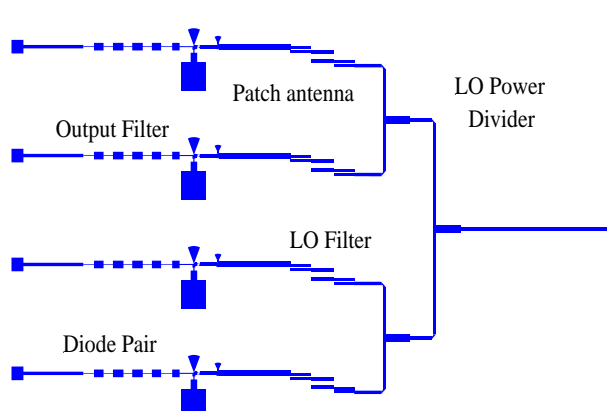 Patch antenna
LO Power
Divider
Output Filter
LO Filter
Diode Pair